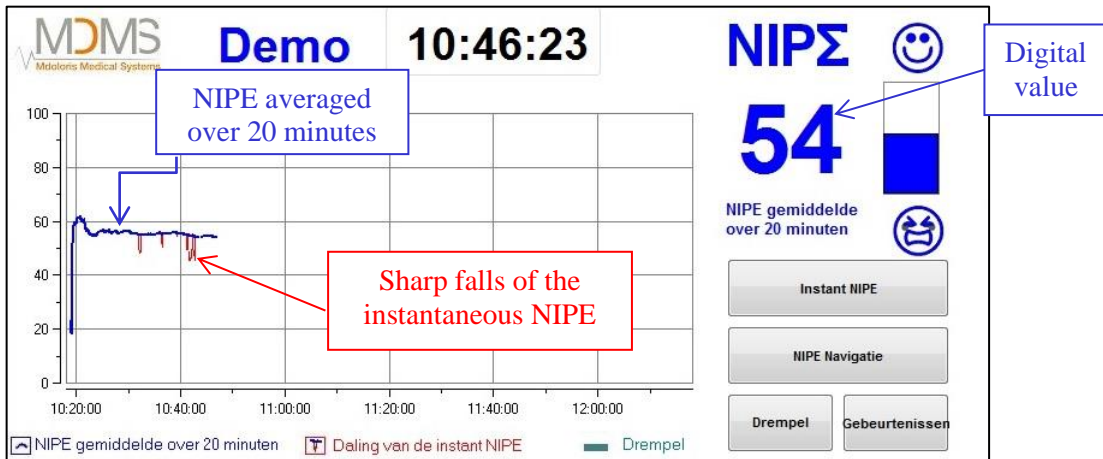 MDMS
Mdoloris Medical Systems
Demo
10:46:23
NIPΣ
Digital
value
NIPE averaged
over 20 minutes
54
NIPE gemiddelde
over 20 minuten
100
80
60
40
20
0
Sharp falls of the
instantaneous NIPE
Instant NIPE
NIPE Navigatie
Drempel
Gebeurtenissen
10:20:00
10:40:00
11:00:00
11:20:00
11:40:00
12:00:00
NIPE gemiddelde over 20 minuten
Daling van de instant NIPE
Drempel